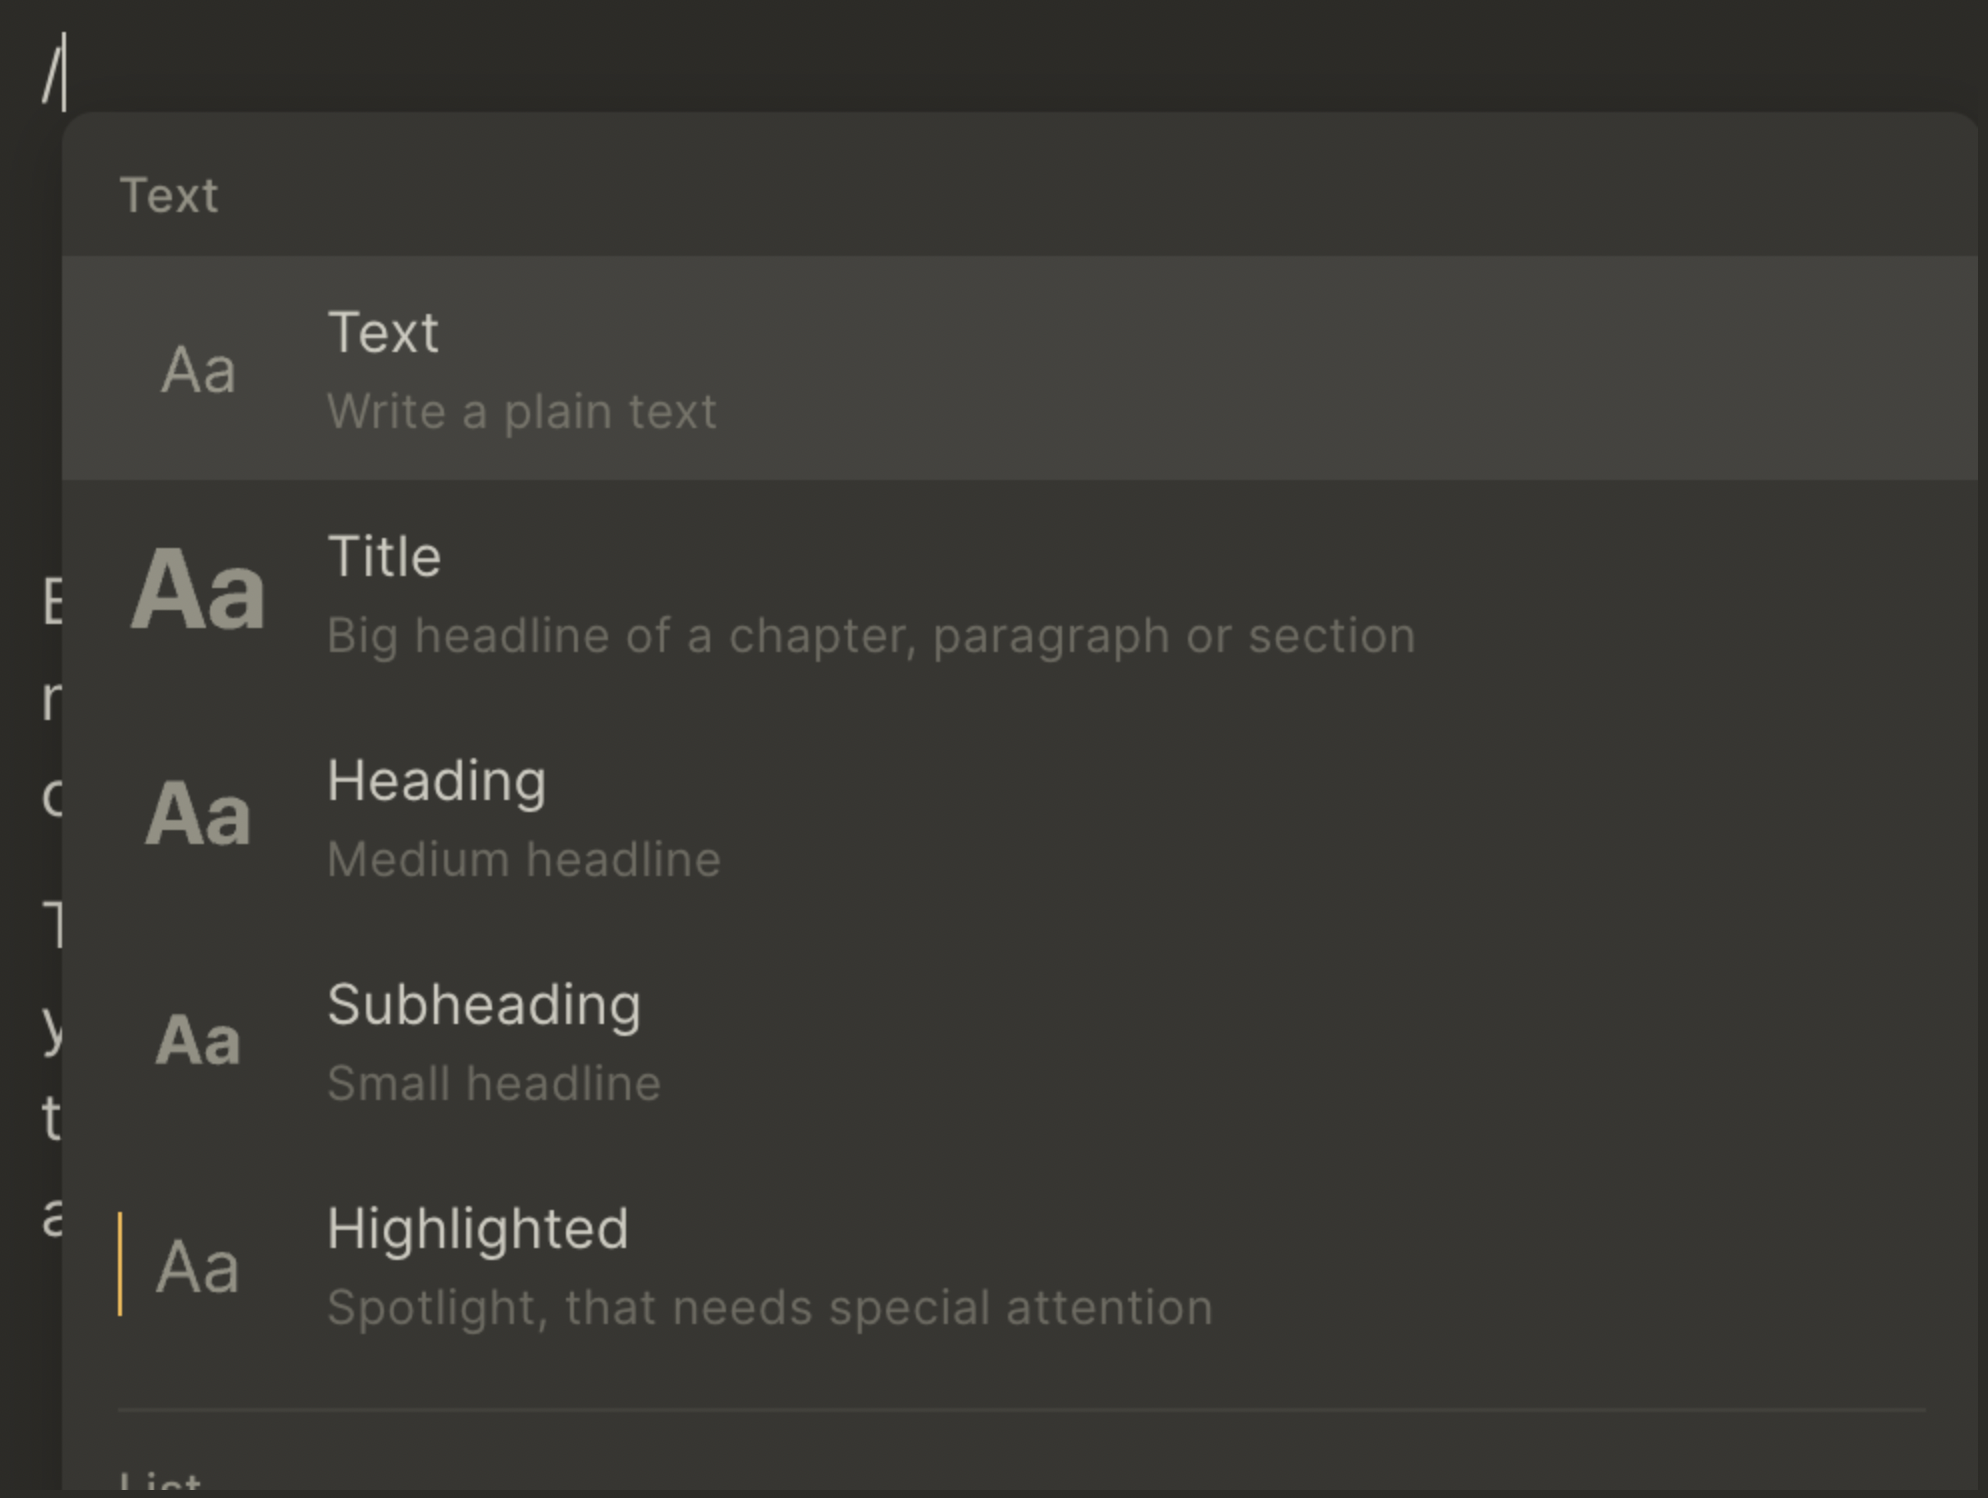 /
Text
Aa
Text
Write a plain text
Aa
Title
Big headline of a chapter, paragraph or section
Aa
Heading
Medium headline
Aa
Subheading
Small headline
Aa
Highlighted
Spotlight, that needs special attention
List